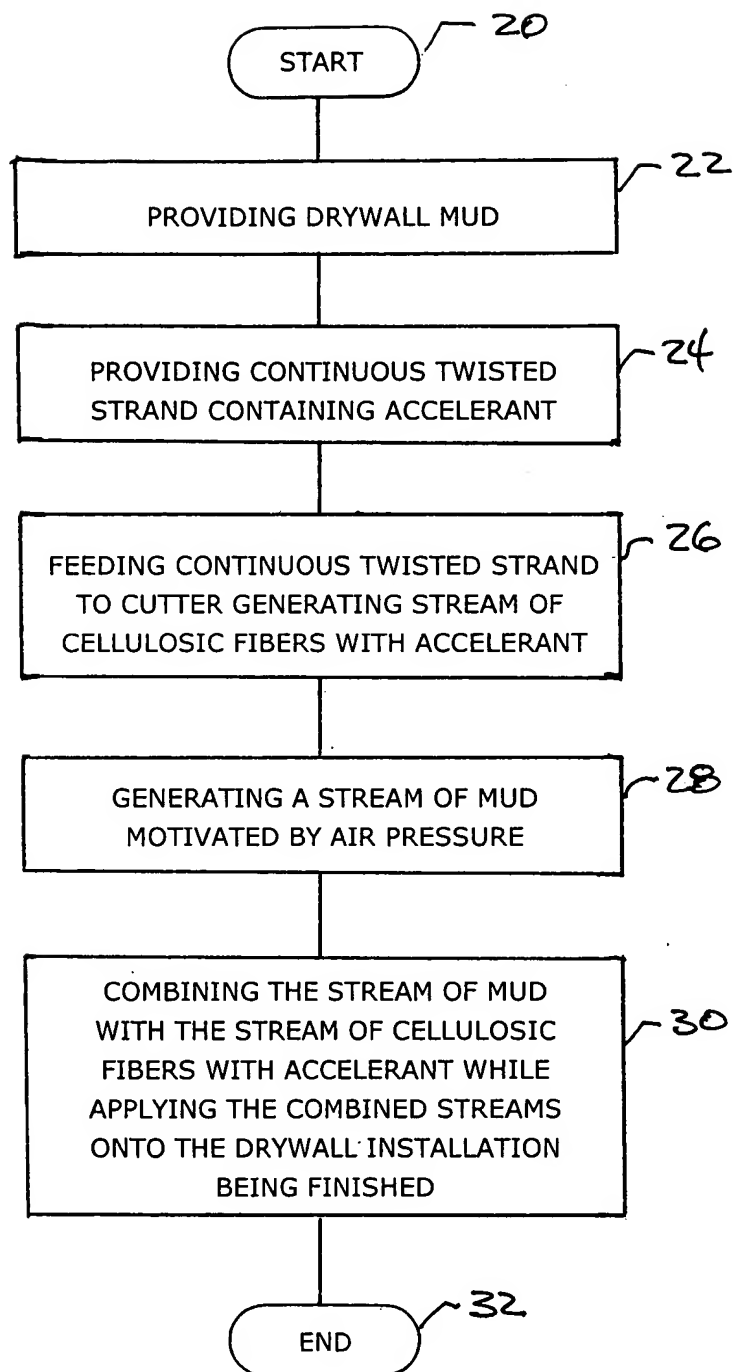 20
START
22
PROVIDING DRYWALL MUD
24
PROVIDING CONTINUOUS TWISTED
STRAND CONTAINING ACCELERANT
26
FEEDING CONTINUOUS TWISTED STRAND
TO CUTTER GENERATING STREAM OF
CELLULOSIC FIBERS WITH ACCELERANT
28
GENERATING A STREAM OF MUD
MOTIVATED BY AIR PRESSURE
30
COMBINING THE STREAM OF MUD
WITH THE STREAM OF CELLULOSIC
FIBERS WITH ACCELERANT WHILE
APPLYING THE COMBINED STREAMS
ONTO THE DRYWALL INSTALLATION
BEING FINISHED
32
END